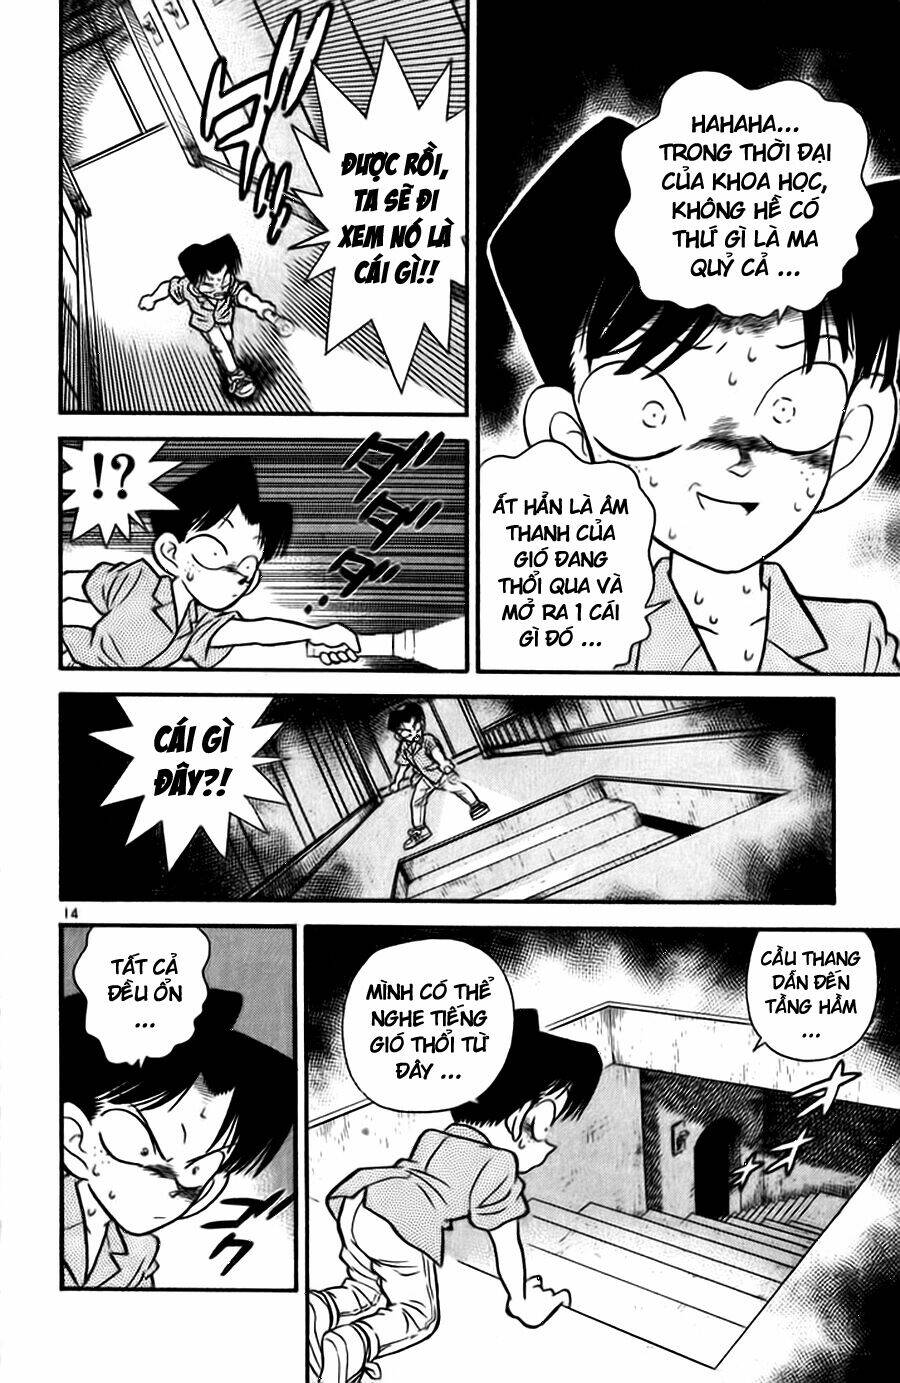 HAHAHA...
TRONG THỜI ĐẠI
CỦA KHOA HỌC,
KHÔNG HỀ CÓ
THỨ GÌ LÀ MA
QUỶ CẢ ...
ẤT HẲN LÀ ÂM
THANH CỦA
GIÓ ĐANG
THỔI QUA VÀ
MỞ RA 1 CÁI
GÌ ĐÓ ...
ĐƯỢC RỒI,
TA SẼ ĐI
XEM NÓ LÀ
CÁI GÌ!!
!?
CÁI GÌ
ĐÂY?!
14
CẦU THANG
DẪN ĐẾN
TẦNG HẦM
...
MÌNH CÓ THỂ
NGHE TIẾNG
GIÓ THỔI TỪ
ĐÂY ...
TẤT CẢ
ĐỀU ỔN
...